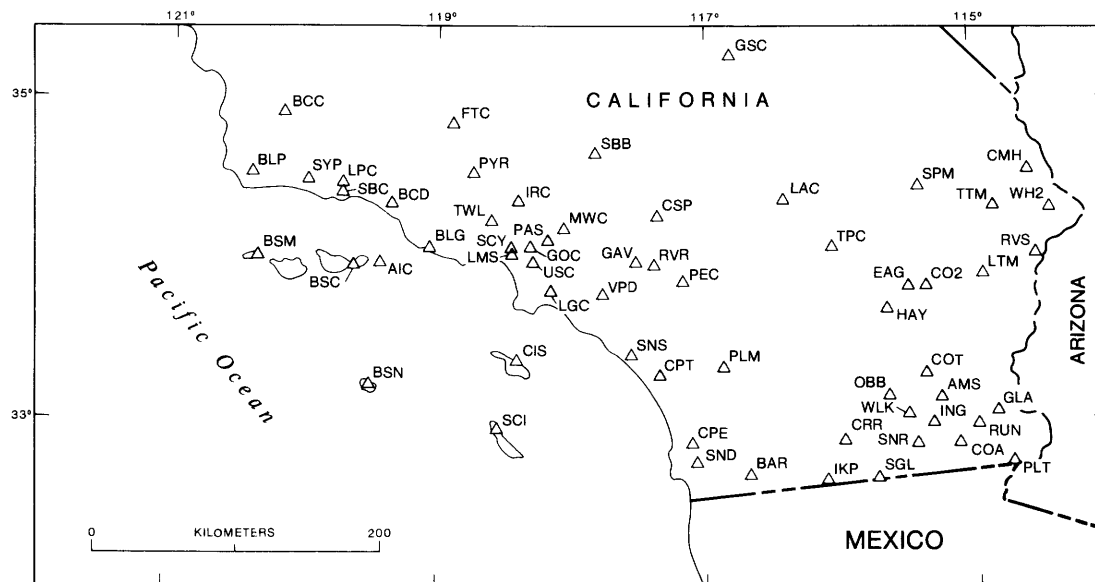 121°
119°
117°
115°
GSC
35°
CALIFORNIA
BCC
FTC
SBB
BLP
SYP
LPC
SBC
BCD
PYR
IRC
CMH
SPM
LAC
TTM
WH2
TWL
PAS
MWC
CSP
BLG
SCY
GOC
LMS
USC
GAV
RVR
TPC
RVS
BSM
BSC
AIC
PEC
EAG
CO2
LTM
LGC
VPD
HAY
Pacific Ocean
ARIZONA
CIS
SNS
CPT
PLM
COT
BSN
OBB
AMS
GLA
33°
WLK
ING
SCI
CRR
SNR
RUN
CPE
COA
SND
BAR
IKP
SGL
PLT
0
KILOMETERS
200
MEXICO